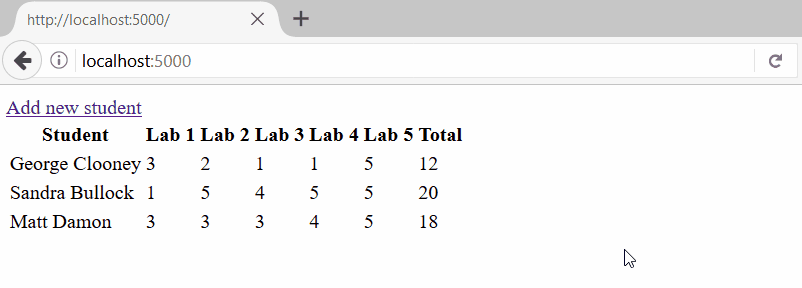 http://localhost:5000/
localhost:5000
Add new student
Student Lab 1 Lab 2 Lab 3 Lab 4 Lab 5 Total
George Clooney 3 2 1 1 5 12
Sandra Bullock 1 5 4 5 5 20
Matt Damon 3 3 3 4 5 18